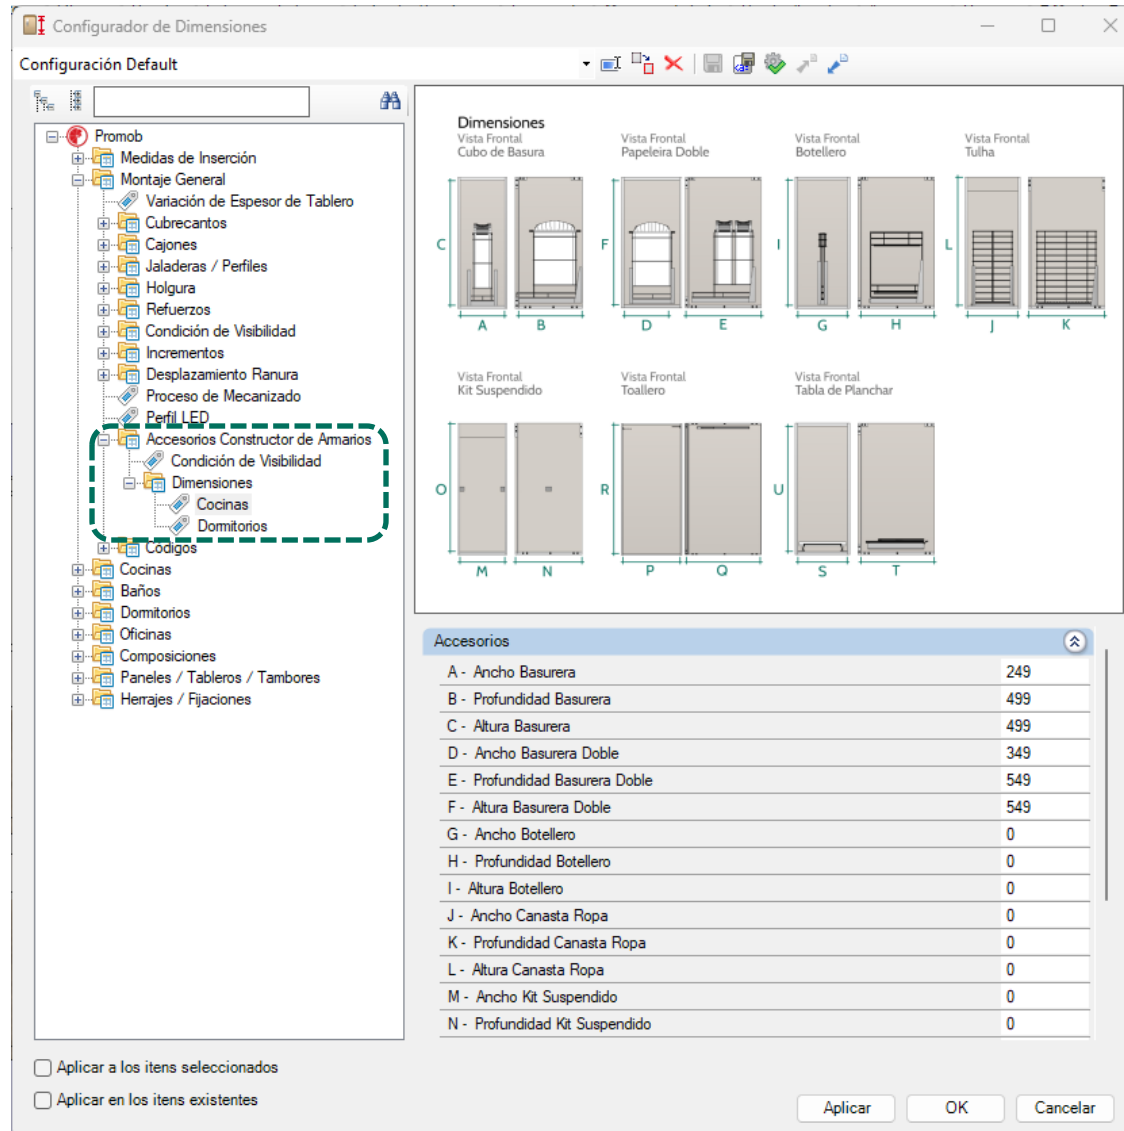 Configurador de Dimensiones
Configuración Default
Promob
Medidas de Inserción
Montaje General
Variación de Espesor de Tablero
Cubrecantos
Cajones
Jaladeras / Perfiles
Holgura
Refuerzos
Condición de Visibilidad
Incrementos
Desplazamiento Ranura
Proceso de Mecanizado
Perfil LED
Accesorios Constructor de Armarios
Condición de Visibilidad
Dimensiones
Cocinas
Dormitorios
Códigos
Cocinas
Baños
Dormitorios
Oficinas
Composiciones
Paneles / Tableros / Tambores
Herrajes / Fijaciones
Dimensiones
Vista Frontal
Cubo de Basura
Vista Frontal
Papeleira Doble
Vista Frontal
Botellero
Vista Frontal
Tulha
C
F
I
L
A
B
D
E
G
H
J
K
Vista Frontal
Kit Suspendido
Vista Frontal
Toallero
Vista Frontal
Tabla de Planchar
O
R
U
M
N
P
Q
S
T
Accesorios
A - Ancho Basurera 249
B - Profundidad Basurera 499
C - Altura Basurera 499
D - Ancho Basurera Doble 349
E - Profundidad Basurera Doble 549
F - Altura Basurera Doble 549
G - Ancho Botellero 0
H - Profundidad Botellero 0
I - Altura Botellero 0
J - Ancho Canasta Ropa 0
K - Profundidad Canasta Ropa 0
L - Altura Canasta Ropa 0
M - Ancho Kit Suspendido 0
N - Profundidad Kit Suspendido 0
Aplicar a los itens seleccionados
Aplicar en los itens existentes
Aplicar
OK
Cancelar